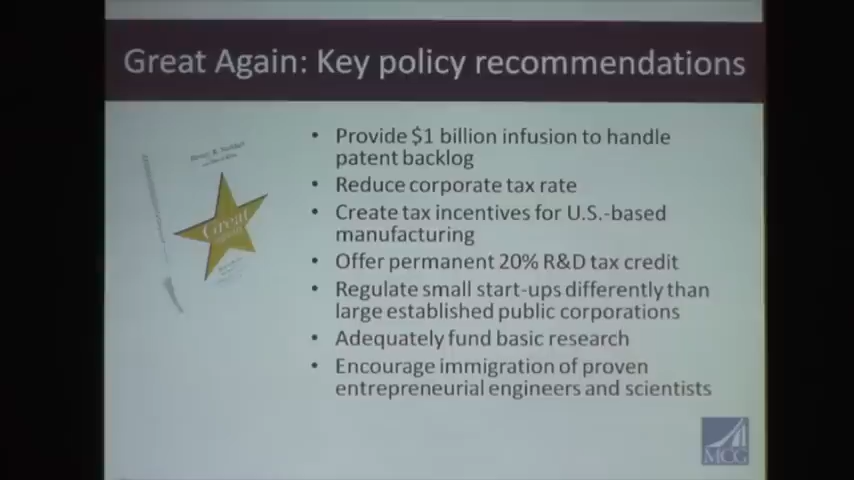 Great Again: Key policy recommendations
• Provide $1 billion infusion to handle
patent backlog
• Reduce corporate tax rate
• Create tax incentives for U.S.-based
manufacturing
• Offer permanent 20% R&D tax credit
• Regulate small start-ups differently than
large established public corporations
• Adequately fund basic research
• Encourage immigration of proven
entrepreneurial engineers and scientists
Great
MCG